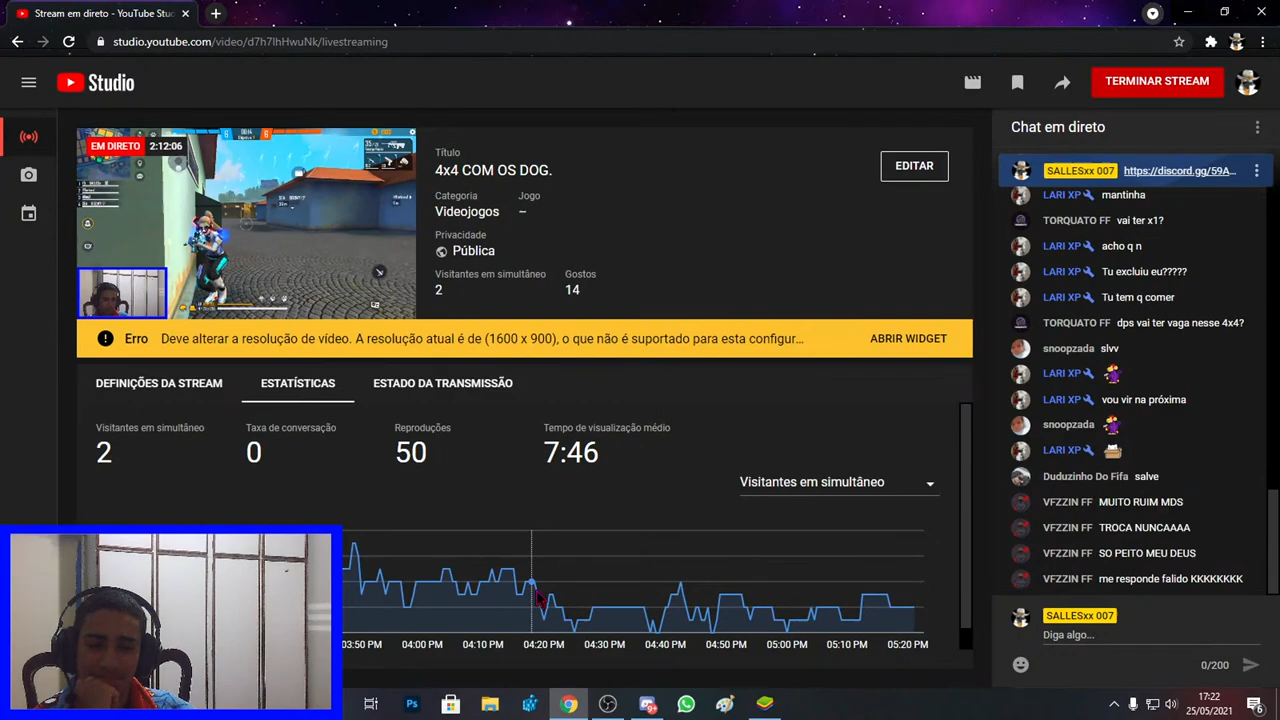 Stream em direto - YouTube Stu
studio.youtube.com/video/d7h7IhHwuNk/livestreaming
Studio
TERMINAR STREAM
EM DIRETO 2:12:06
Título
4x4 COM OS DOG.
EDITAR
Categoria Jogo
Videojogos –
Privacidade
Pública
Visitantes em simultâneo Gostos
2 14
Erro Deve alterar a resolução de vídeo. A resolução atual é de (1600 x 900), o que não é suportado para esta configur... ABRIR WIDGET
DEFINIÇÕES DA STREAM ESTATÍSTICAS ESTADO DA TRANSMISSÃO
Visitantes em simultâneo Taxa de conversação Reproduções Tempo de visualização médio
2 0 50 7:46
Visitantes em simultâneo
03:50 PM 04:00 PM 04:10 PM 04:20 PM 04:30 PM 04:40 PM 04:50 PM 05:00 PM 05:10 PM 05:20 PM
Chat em direto
SALLESxx 007 https://discord.gg/59A...
LARI XP mantinha
TORQUATO FF vai ter x1?
LARI XP acho q n
LARI XP Tu excluiu eu?????
LARI XP Tu tem q comer
TORQUATO FF dps vai ter vaga nesse 4x4?
snoopzada slvv
LARI XP
LARI XP vou vir na próxima
snoopzada
LARI XP
Duduzinho Do Fifa salve
VFZZIN FF MUITO RUIM MDS
VFZZIN FF TROCA NUNCAAAA
VFZZIN FF SO PEITO MEU DEUS
VFZZIN FF me responde falido KKKKKKKK
SALLESxx 007
Diga algo...
0/200
17:22
25/05/2021